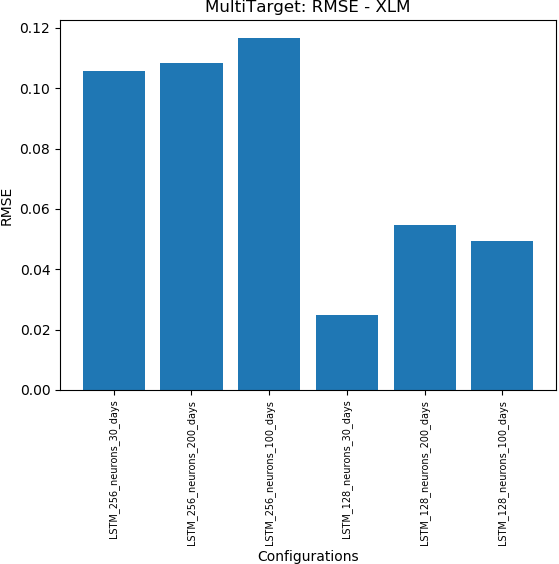 MultiTarget: RMSE - XLM
0.12
0.10
0.08
0.06
0.04
0.02
0.00
RMSE
LSTM_256_neurons_30_days
LSTM_256_neurons_200_days
LSTM_256_neurons_100_days
LSTM_128_neurons_30_days
LSTM_128_neurons_200_days
LSTM_128_neurons_100_days
Configurations